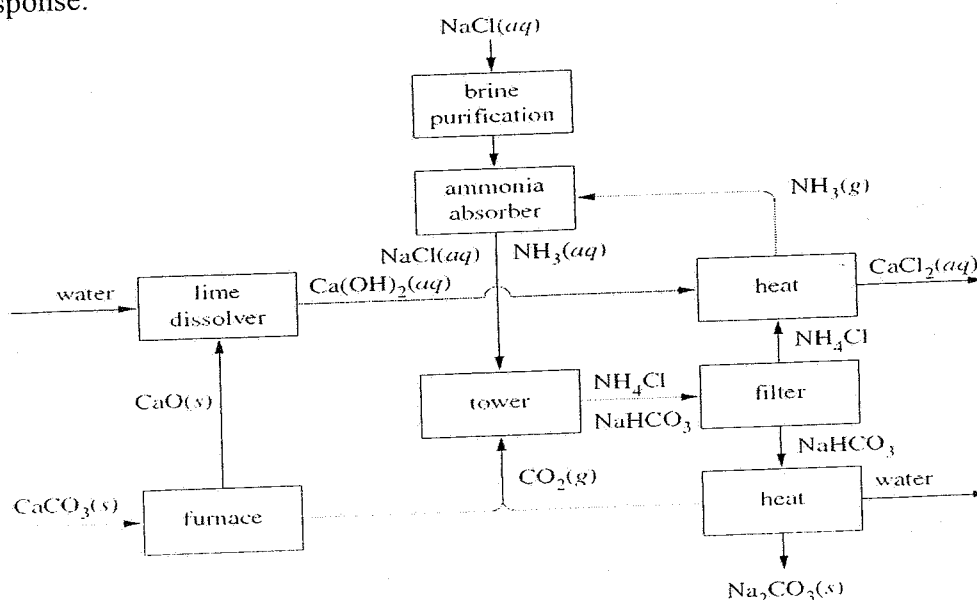 sponse.
NaCl(aq)
brine
purification
ammonia
absorber
NH₃(g)
NaCl(aq) NH₃(aq)
water
lime
dissolver
Ca(OH)₂(aq)
heat
CaCl₂(aq)
NH₄Cl
CaO(s)
tower
NH₄Cl
NaHCO₃
filter
NaHCO₃
CO₂(g)
CaCO₃(s)
furnace
heat
water
Na₂CO₃(s)